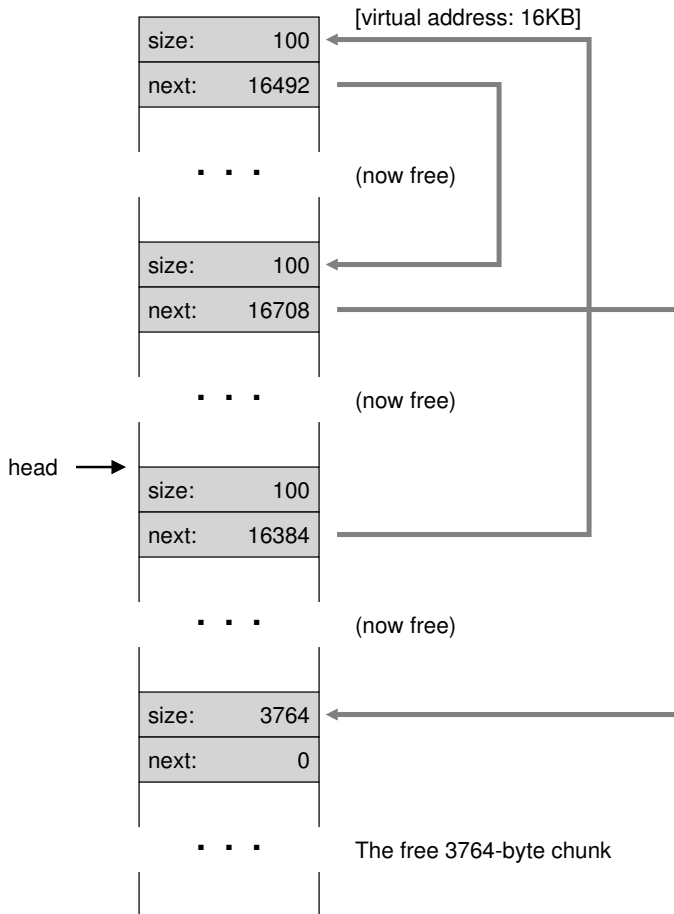 [virtual address: 16KB]
size: 100
next: 16492
. . .
(now free)
size: 100
next: 16708
. . .
(now free)
head
size: 100
next: 16384
. . .
(now free)
size: 3764
next: 0
. . .
The free 3764-byte chunk